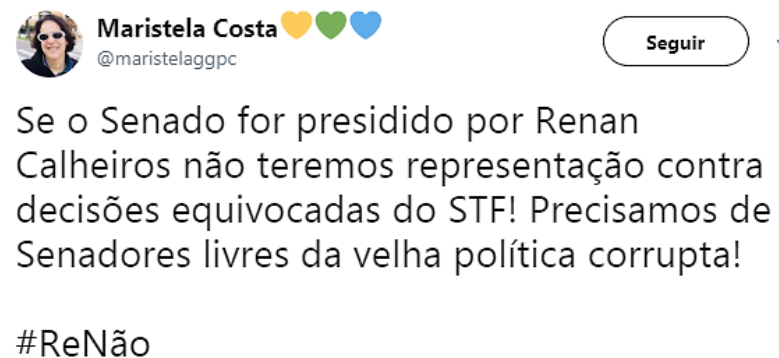 Maristela Costa💛💚💙
@maristelaggpc
Seguir
Se o Senado for presidido por Renan
Calheiros não teremos representação contra
decisões equivocadas do STF! Precisamos de
Senadores livres da velha política corrupta!
#ReNão